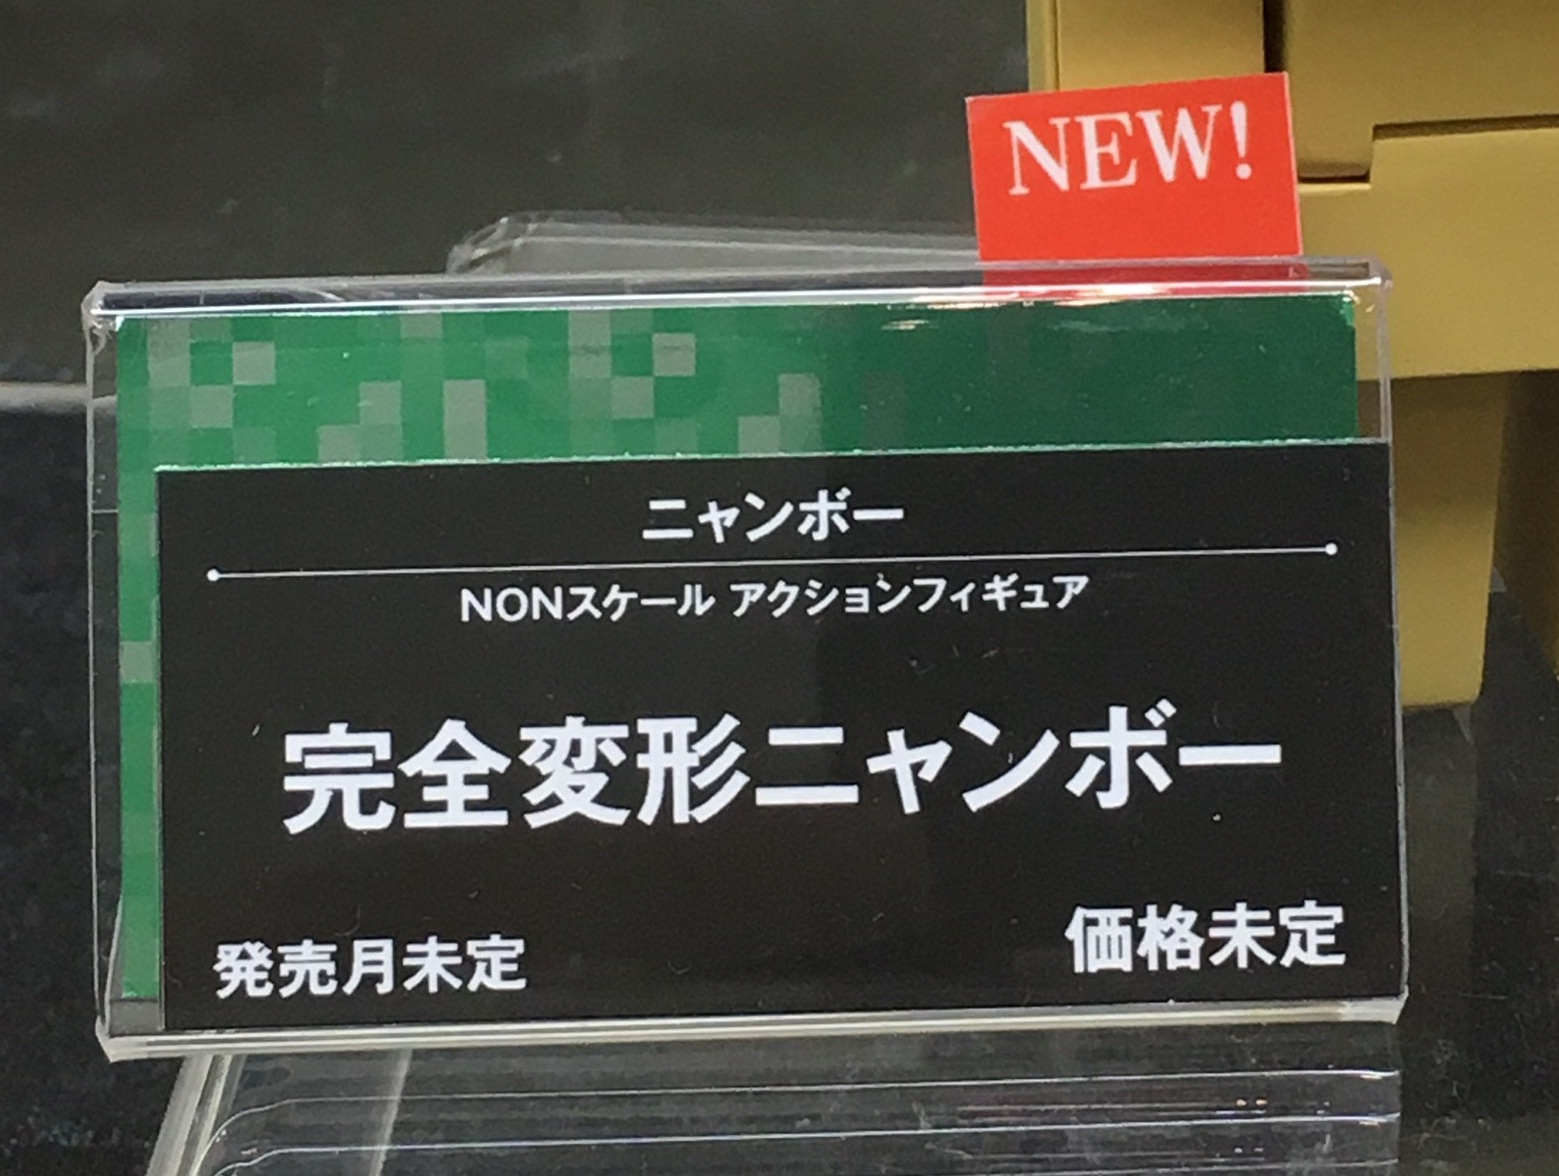 NEW!
ニャンボー
NONスケール アクションフィギュア
完全変形ニャンボー
発売月未定
価格未定